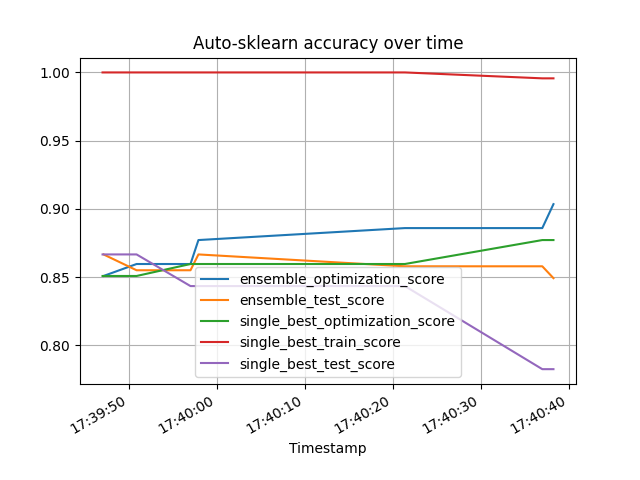 Auto-sklearn accuracy over time
1.00
0.95
0.90
0.85
0.80
ensemble_optimization_score
ensemble_test_score
single_best_optimization_score
single_best_train_score
single_best_test_score
17:39:50
17:40:00
17:40:10
17:40:20
17:40:30
17:40:40
Timestamp